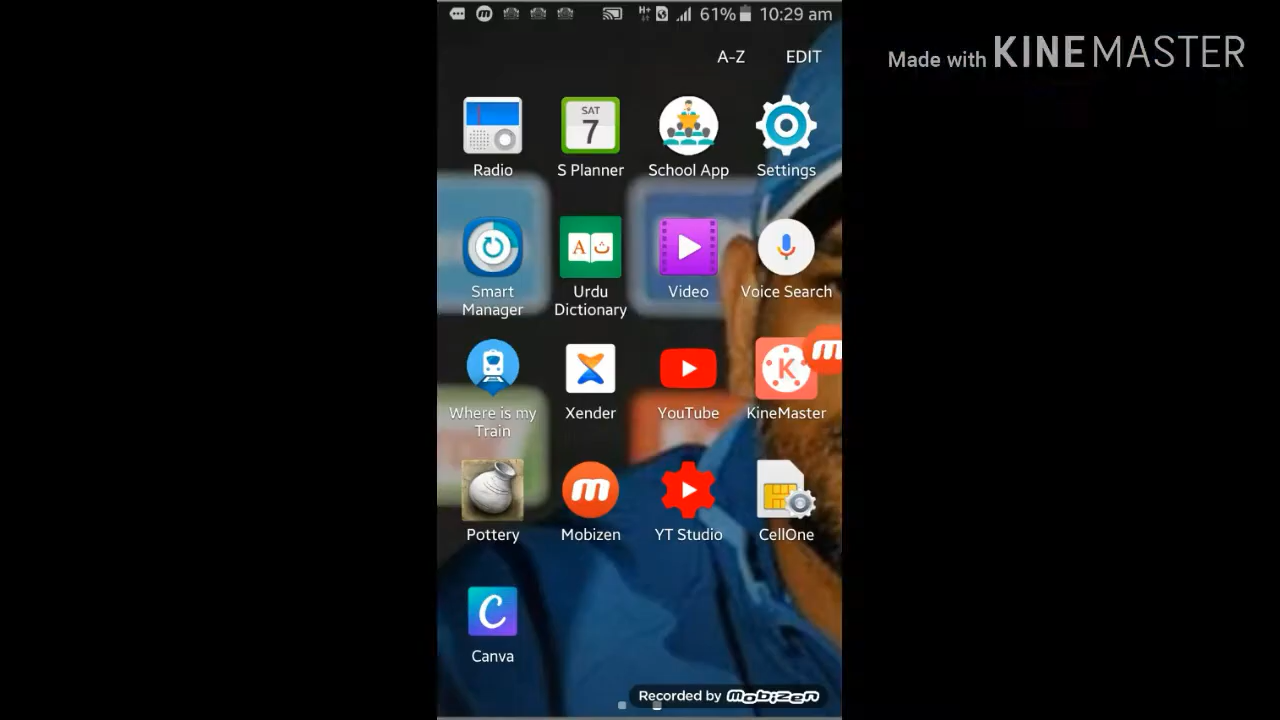 61% 10:29 am
Made with KINEMASTER
A-Z EDIT
SAT
7
Radio S Planner School App Settings
A ت
Smart Manager Urdu Dictionary Video Voice Search
Where is my Train Xender YouTube KineMaster
K
Pottery Mobizen YT Studio CellOne
C
Canva
Recorded by Mobizen